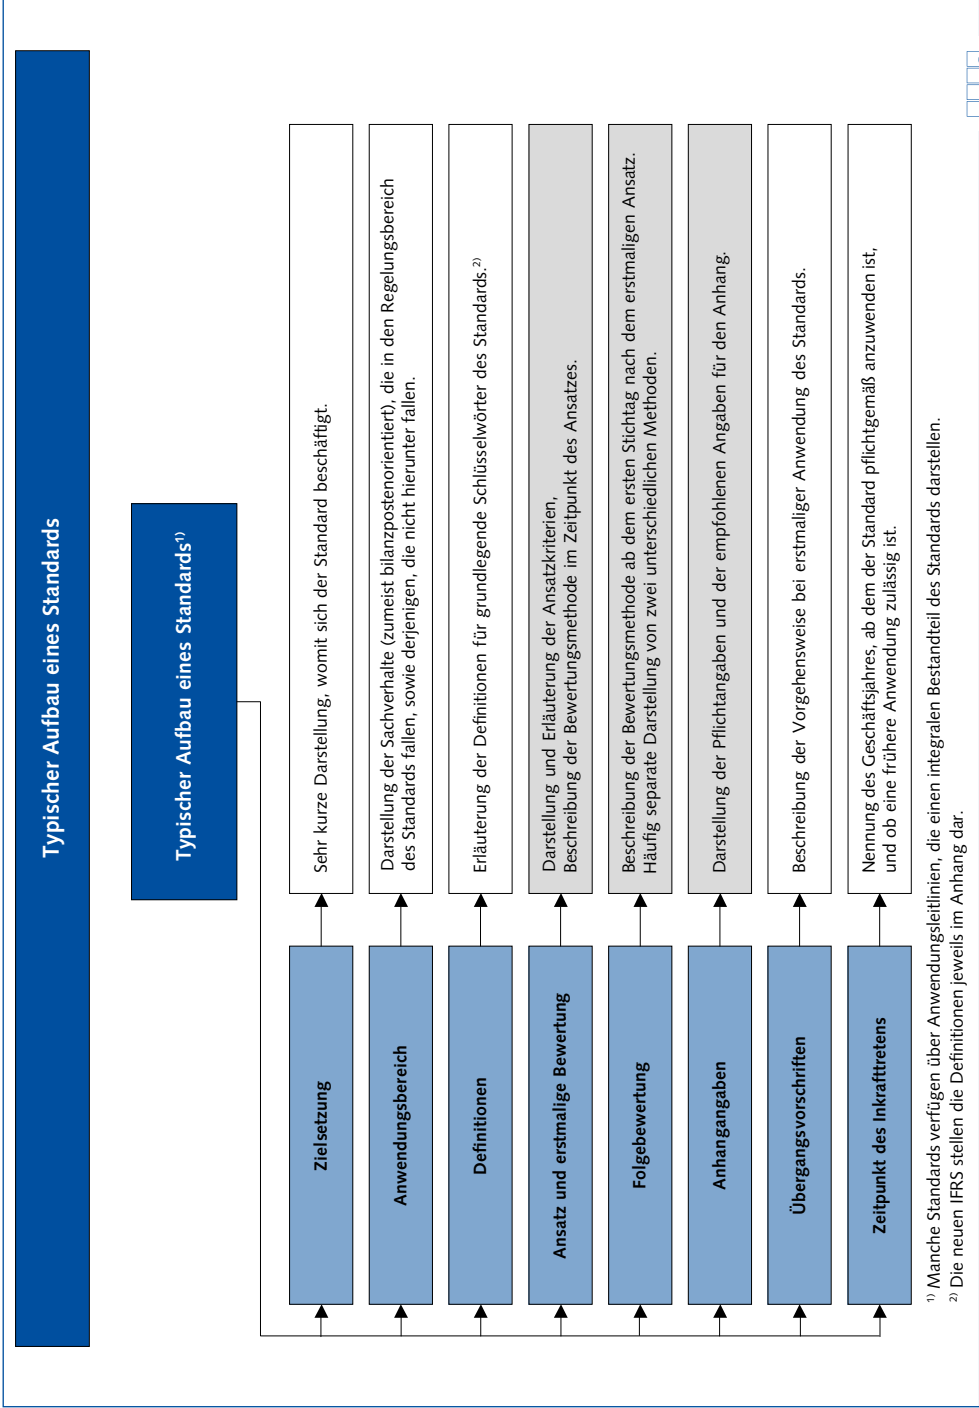 Typischer Aufbau eines Standards
Typischer Aufbau eines Standards¹⁾
Zielsetzung
Sehr kurze Darstellung, womit sich der Standard beschäftigt.
Anwendungsbereich
Darstellung der Sachverhalte (zumeist bilanzpostenorientiert), die in den Regelungsbereich
des Standards fallen, sowie derjenigen, die nicht hierunter fallen.
Definitionen
Erläuterung der Definitionen für grundlegende Schlüsselwörter des Standards.²⁾
Ansatz und erstmalige Bewertung
Darstellung und Erläuterung der Ansatzkriterien,
Beschreibung der Bewertungsmethode im Zeitpunkt des Ansatzes.
Folgebewertung
Beschreibung der Bewertungsmethode ab dem ersten Stichtag nach dem erstmaligen Ansatz.
Häufig separate Darstellung von zwei unterschiedlichen Methoden.
Anhangangaben
Darstellung der Pflichtangaben und der empfohlenen Angaben für den Anhang.
Übergangsvorschriften
Beschreibung der Vorgehensweise bei erstmaliger Anwendung des Standards.
Zeitpunkt des Inkrafttretens
Nennung des Geschäftsjahres, ab dem der Standard pflichtgemäß anzuwenden ist,
und ob eine frühere Anwendung zulässig ist.
¹⁾ Manche Standards verfügen über Anwendungsleitlinien, die einen integralen Bestandteil des Standards darstellen.
²⁾ Die neuen IFRS stellen die Definitionen jeweils im Anhang dar.